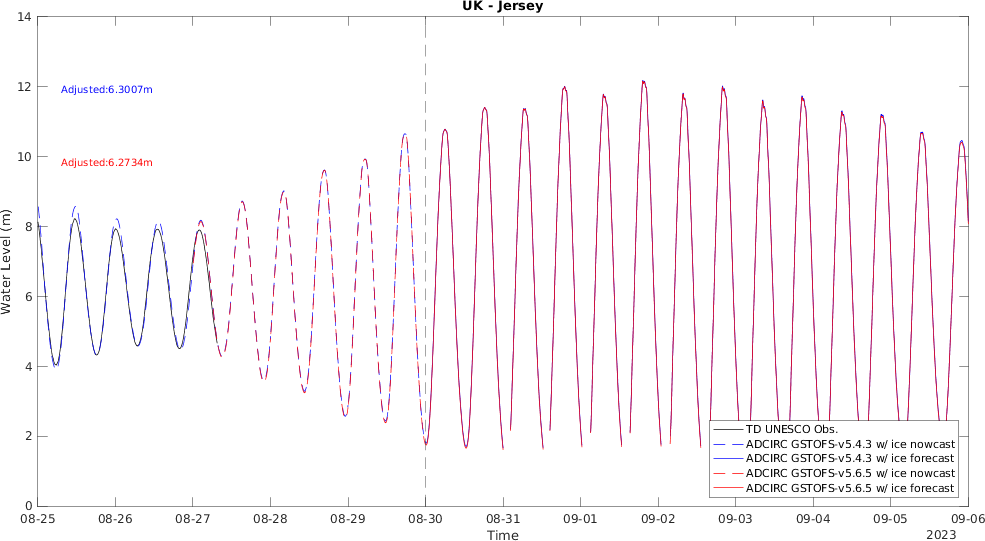 UK - Jersey
14
12
10
8
6
4
2
0
Water Level (m)
Adjusted:6.3007m
Adjusted:6.2734m
TD UNESCO Obs.
ADCIRC GSTOFS-v5.4.3 w/ ice nowcast
ADCIRC GSTOFS-v5.4.3 w/ ice forecast
ADCIRC GSTOFS-v5.6.5 w/ ice nowcast
ADCIRC GSTOFS-v5.6.5 w/ ice forecast
08-25 08-26 08-27 08-28 08-29 08-30 08-31 09-01 09-02 09-03 09-04 09-05 09-06
Time
2023